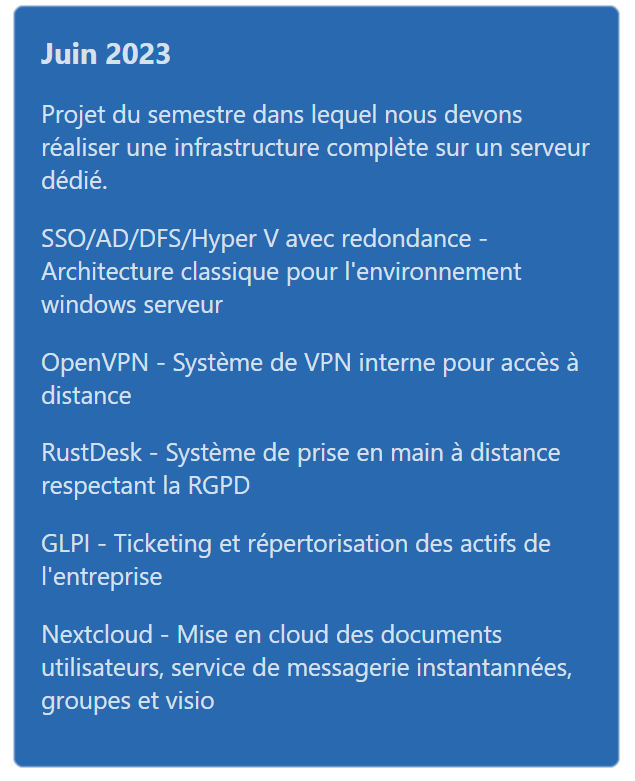 Juin 2023
Projet du semestre dans lequel nous devons
réaliser une infrastructure complète sur un serveur
dédié.
SSO/AD/DFS/Hyper V avec redondance -
Architecture classique pour l'environnement
windows serveur
OpenVPN - Système de VPN interne pour accès à
distance
RustDesk - Système de prise en main à distance
respectant la RGPD
GLPI - Ticketing et répertorisation des actifs de
l'entreprise
Nextcloud - Mise en cloud des documents
utilisateurs, service de messagerie instantannées,
groupes et visio